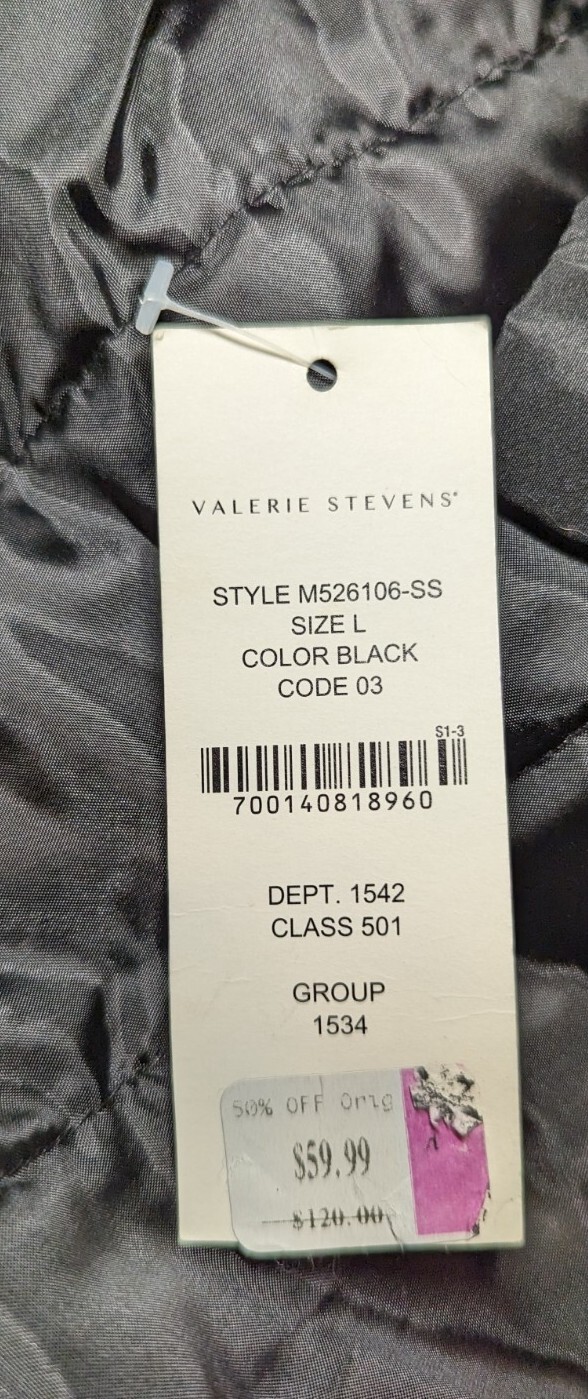 VALERIE STEVENS®
STYLE M526106-SS
SIZE L
COLOR BLACK
CODE 03
S1-3
700140818960
DEPT. 1542
CLASS 501
GROUP
1534
50% OFF Orig
$59.99
$120.00